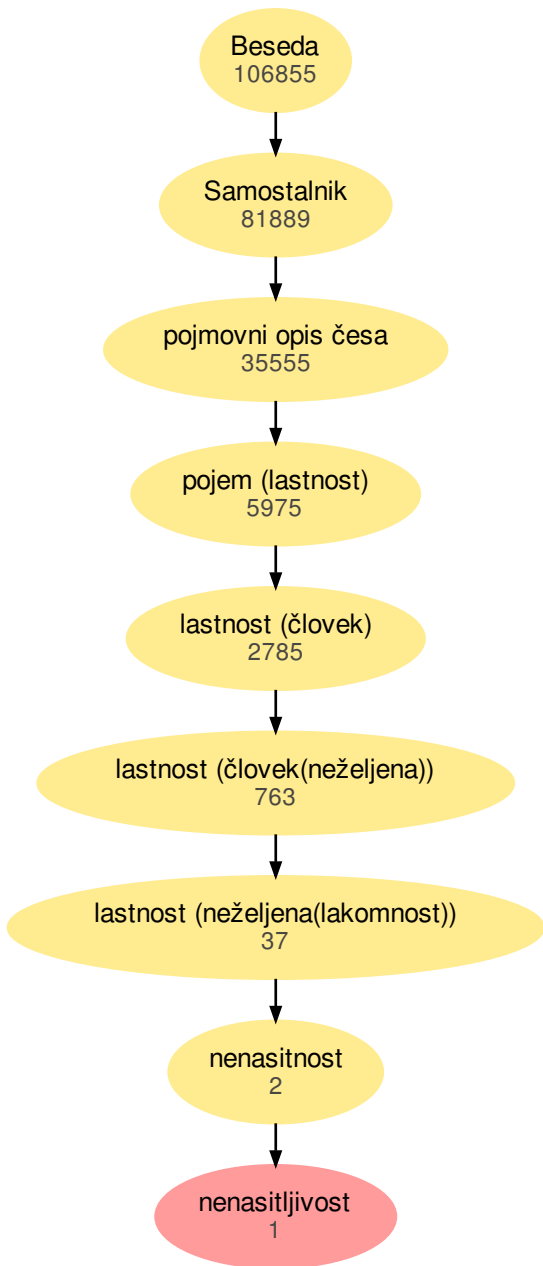 Beseda
106855
Samostalnik
81889
pojmovni opis česa
35555
pojem (lastnost)
5975
lastnost (človek)
2785
lastnost (človek(neželjena))
763
lastnost (neželjena(lakomnost))
37
nenasitnost
2
nenasitljivost
1